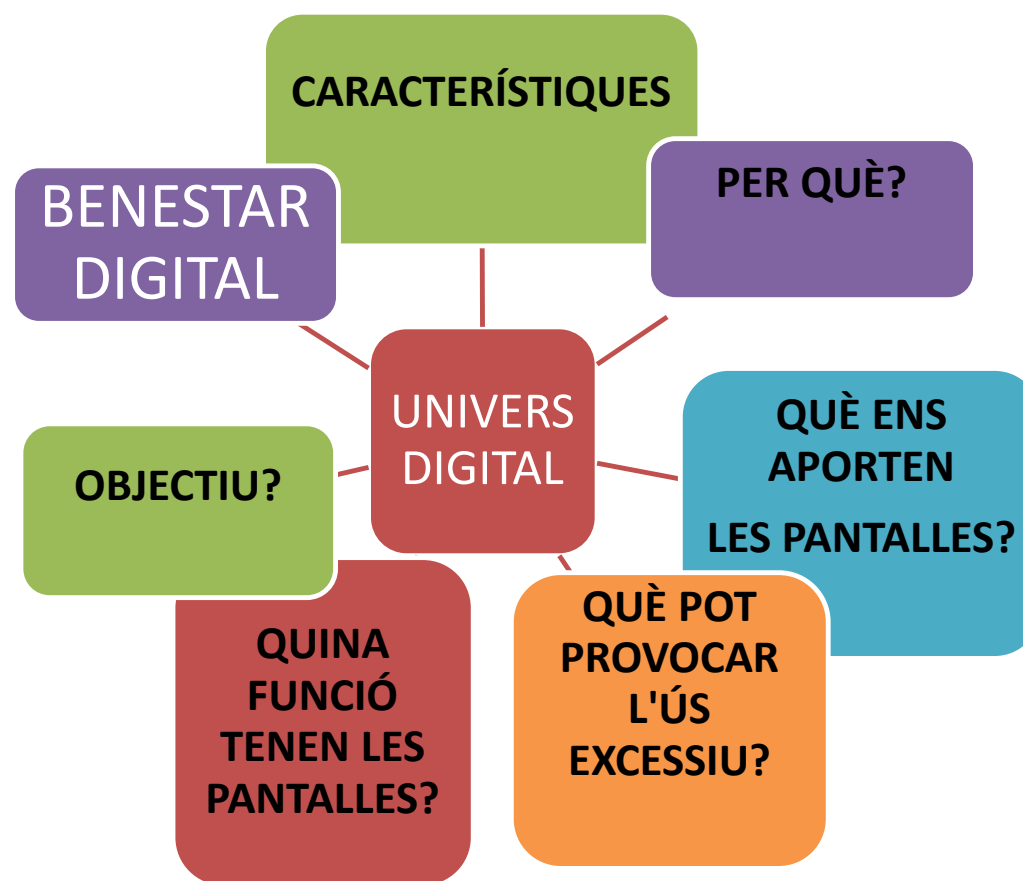 CARACTERÍSTIQUES
PER QUÈ?
BENESTAR
DIGITAL
UNIVERS
DIGITAL
QUÈ ENS
APORTEN
LES PANTALLES?
OBJECTIU?
QUÈ POT
PROVOCAR
L'ÚS
EXCESSIU?
QUINA
FUNCIÓ
TENEN LES
PANTALLES?